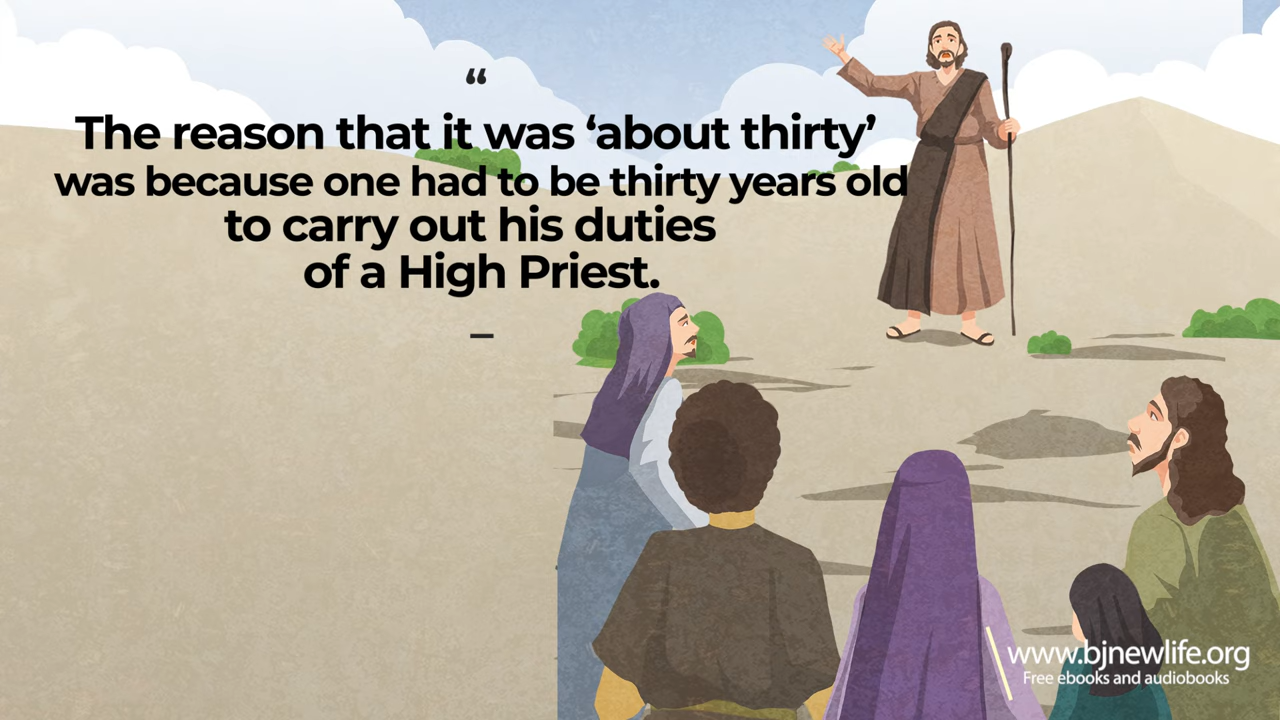 “
The reason that it was ‘about thirty’
was because one had to be thirty years old
to carry out his duties
of a High Priest.
–
www.bjnewlife.org
Free ebooks and audiobooks